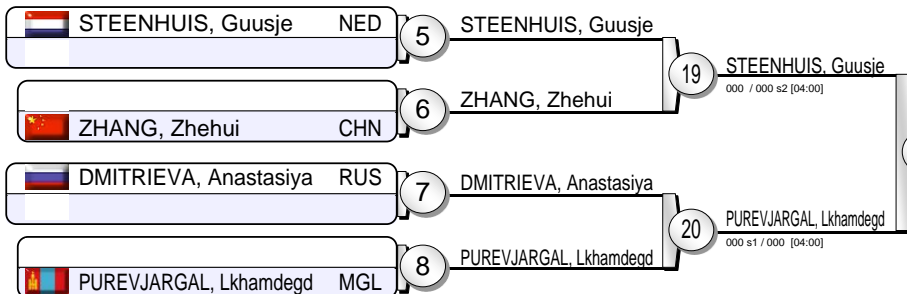 STEENHUIS, Guusje NED
5
STEENHUIS, Guusje
19
STEENHUIS, Guusje
000 / 000 s2 [04:00]
6
ZHANG, Zhehui
ZHANG, Zhehui CHN
DMITRIEVA, Anastasiya RUS
7
DMITRIEVA, Anastasiya
20
PUREVJARGAL, Lkhamdegd
000 s1 / 000 [04:00]
8
PUREVJARGAL, Lkhamdegd
PUREVJARGAL, Lkhamdegd MGL